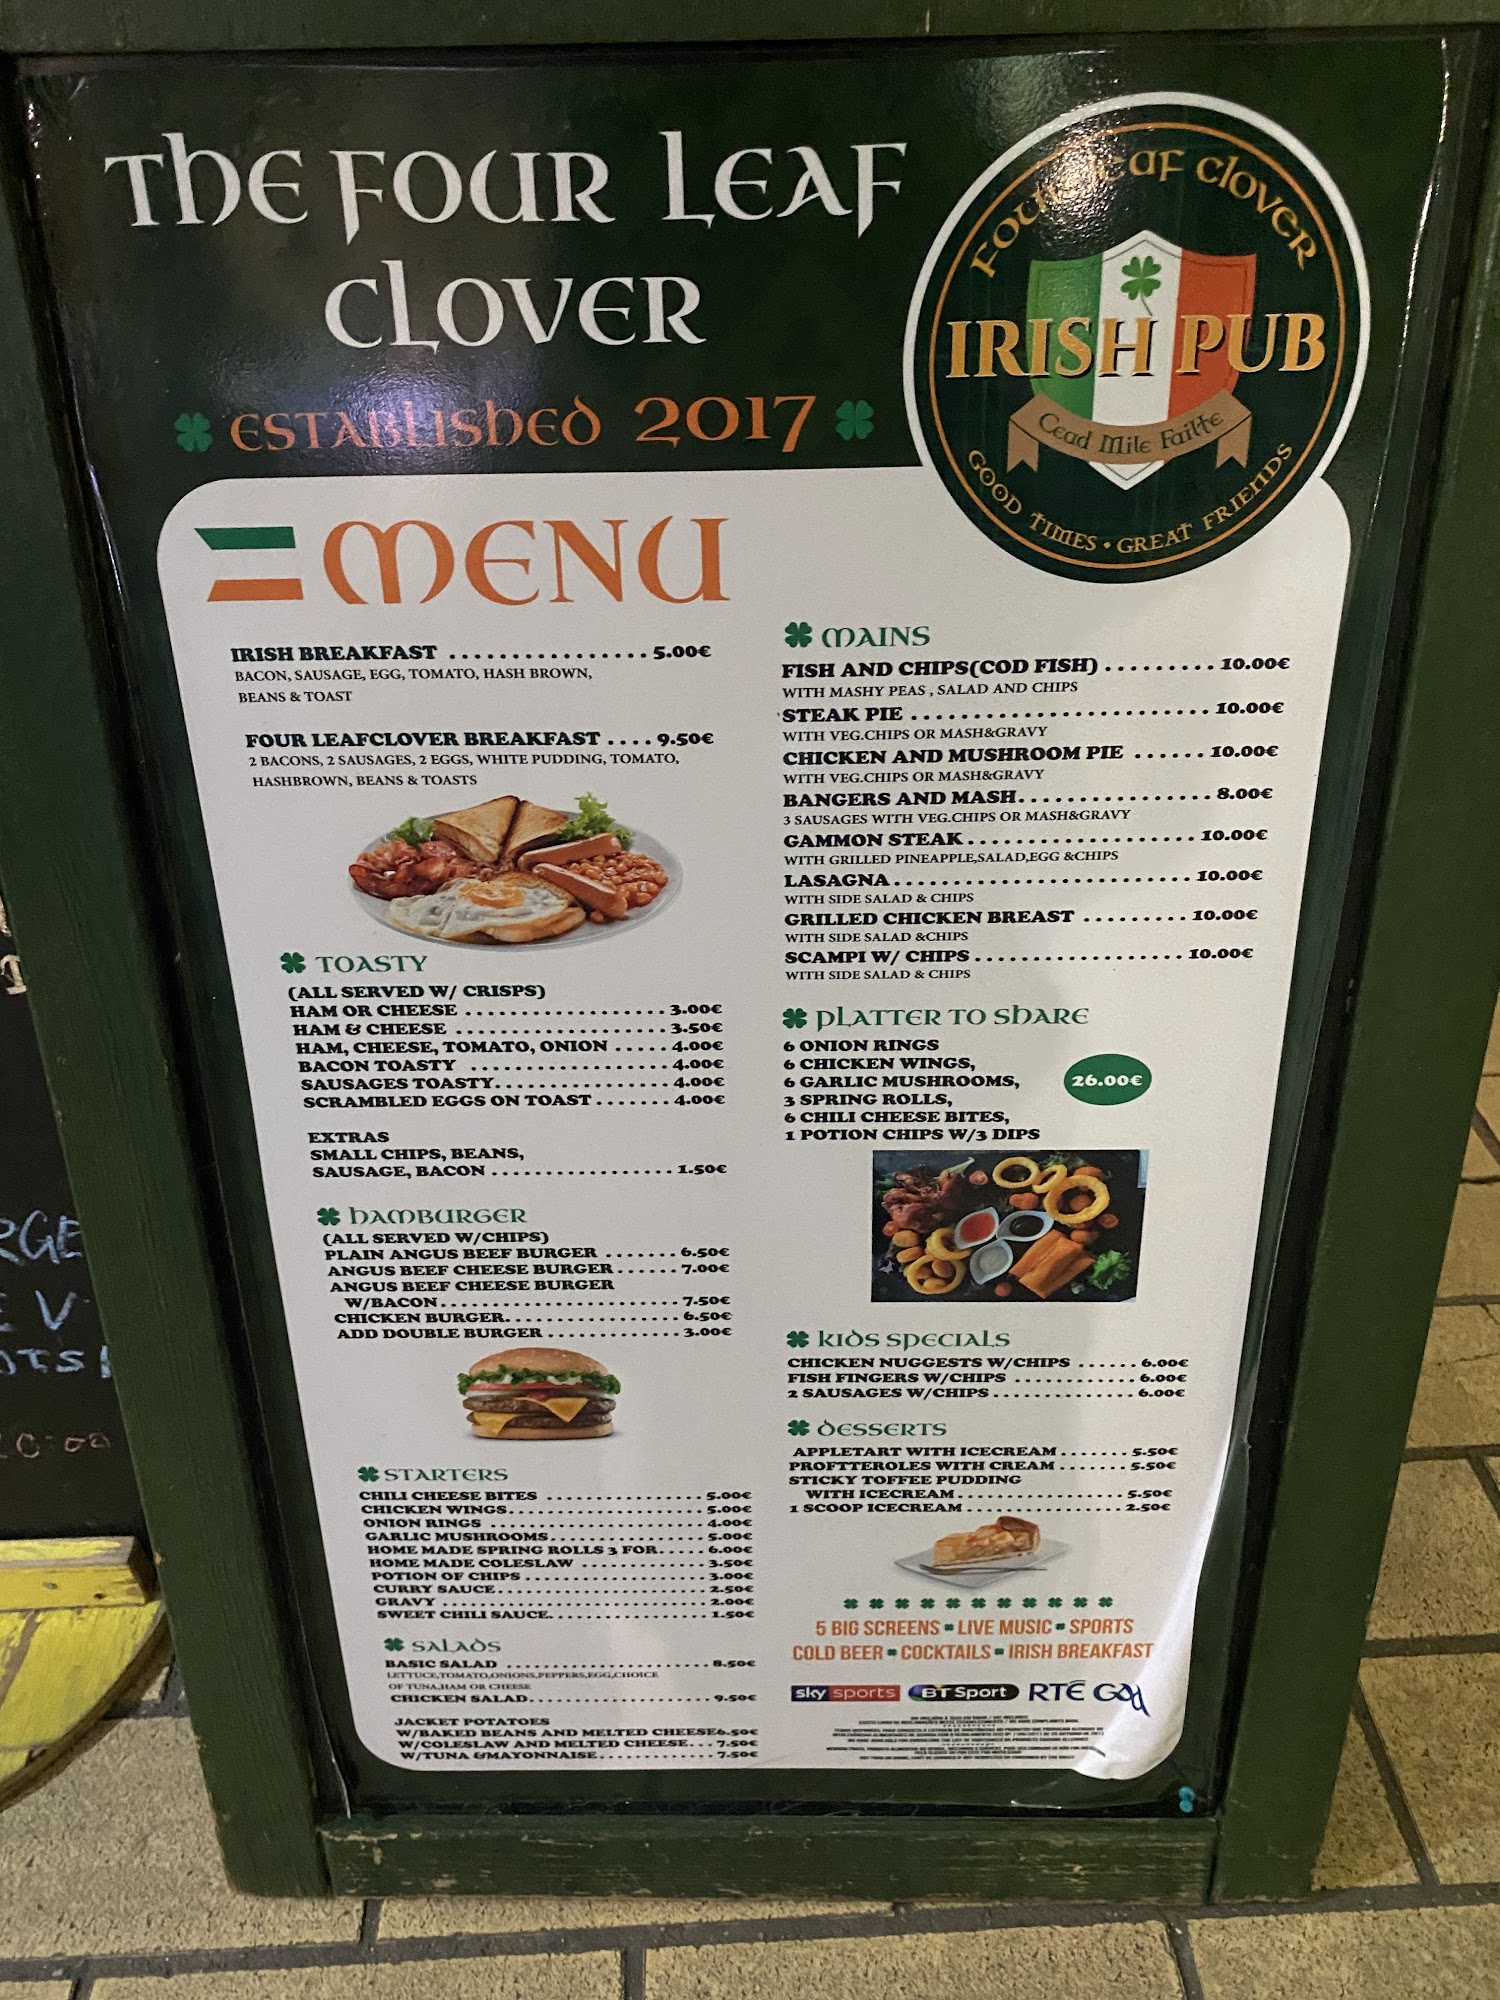 THE FOUR LEAF
CLOVER
ESTABLISHED 2017
FOUR LEAF CLOVER
IRISH PUB
Cead Mile Failte
GOOD TIMES • GREAT FRIENDS
MENU
IRISH BREAKFAST ................. 5.00€
BACON, SAUSAGE, EGG, TOMATO, HASH BROWN,
BEANS & TOAST
FOUR LEAFCLOVER BREAKFAST .... 9.50€
2 BACONS, 2 SAUSAGES, 2 EGGS, WHITE PUDDING, TOMATO,
HASHBROWN, BEANS & TOASTS
TOASTY
(ALL SERVED W/ CRISPS)
HAM OR CHEESE .................. 3.00€
HAM & CHEESE ................... 3.50€
HAM, CHEESE, TOMATO, ONION ..... 4.00€
BACON TOASTY .................. 4.00€
SAUSAGES TOASTY................ 4.00€
SCRAMBLED EGGS ON TOAST ....... 4.00€
EXTRAS
SMALL CHIPS, BEANS,
SAUSAGE, BACON ................. 1.50€
HAMBURGER
(ALL SERVED W/CHIPS)
PLAIN ANGUS BEEF BURGER ....... 6.50€
ANGUS BEEF CHEESE BURGER ...... 7.00€
ANGUS BEEF CHEESE BURGER
W/BACON........................ 7.50€
CHICKEN BURGER................. 6.50€
ADD DOUBLE BURGER ............. 3.00€
STARTERS
CHILI CHEESE BITES ................ 5.00€
CHICKEN WINGS.................... 5.00€
ONION RINGS ...................... 4.00€
GARLIC MUSHROOMS................ 5.00€
HOME MADE SPRING ROLLS 3 FOR..... 6.00€
HOME MADE COLESLAW ............. 3.50€
POTION OF CHIPS................... 3.00€
CURRY SAUCE...................... 2.50€
GRAVY ........................... 2.00€
SWEET CHILI SAUCE................ 1.50€
SALADS
BASIC SALAD ..................... 8.50€
LETTUCE,TOMATO,ONIONS,PEPPERS,EGG,CHOICE
OF TUNA,HAM OR CHEESE
CHICKEN SALAD................... 9.50€
JACKET POTATOES
W/BAKED BEANS AND MELTED CHEESE6.50€
W/COLESLAW AND MELTED CHEESE... 7.50€
W/TUNA &MAYONNAISE............. 7.50€
MAINS
FISH AND CHIPS(COD FISH) ......... 10.00€
WITH MASHY PEAS , SALAD AND CHIPS
STEAK PIE ......................... 10.00€
WITH VEG.CHIPS OR MASH&GRAVY
CHICKEN AND MUSHROOM PIE ...... 10.00€
WITH VEG.CHIPS OR MASH&GRAVY
BANGERS AND MASH................. 8.00€
3 SAUSAGES WITH VEG.CHIPS OR MASH&GRAVY
GAMMON STEAK.................... 10.00€
WITH GRILLED PINEAPPLE,SALAD,EGG &CHIPS
LASAGNA.......................... 10.00€
WITH SIDE SALAD & CHIPS
GRILLED CHICKEN BREAST ......... 10.00€
WITH SIDE SALAD &CHIPS
SCAMPI W/ CHIPS .................. 10.00€
WITH SIDE SALAD & CHIPS
PLATTER TO SHARE
6 ONION RINGS
6 CHICKEN WINGS,
6 GARLIC MUSHROOMS,
3 SPRING ROLLS,
6 CHILI CHEESE BITES,
1 POTION CHIPS W/3 DIPS
26.00€
KIDS SPECIALS
CHICKEN NUGGESTS W/CHIPS ...... 6.00€
FISH FINGERS W/CHIPS ............ 6.00€
2 SAUSAGES W/CHIPS .............. 6.00€
DESSERTS
APPLETART WITH ICECREAM....... 5.50€
PROFTTEROLES WITH CREAM ....... 5.50€
STICKY TOFFEE PUDDING
WITH ICECREAM................. 5.50€
1 SCOOP ICECREAM ................ 2.50€
5 BIG SCREENS LIVE MUSIC SPORTS
COLD BEER COCKTAILS IRISH BREAKFAST
sky sports BT Sport RTÉ GAA